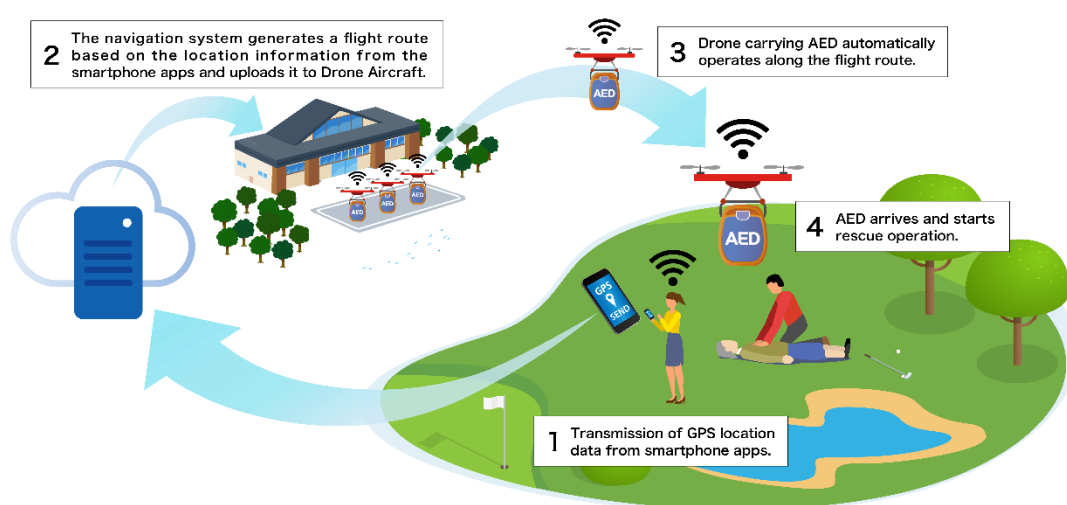 2 The navigation system generates a flight route
based on the location information from the
smartphone apps and uploads it to Drone Aircraft.
3 Drone carrying AED automatically
operates along the flight route.
AED
AED
AED
AED
AED
4 AED arrives and starts
rescue operation.
GPS
SEND
1 Transmission of GPS location
data from smartphone apps.